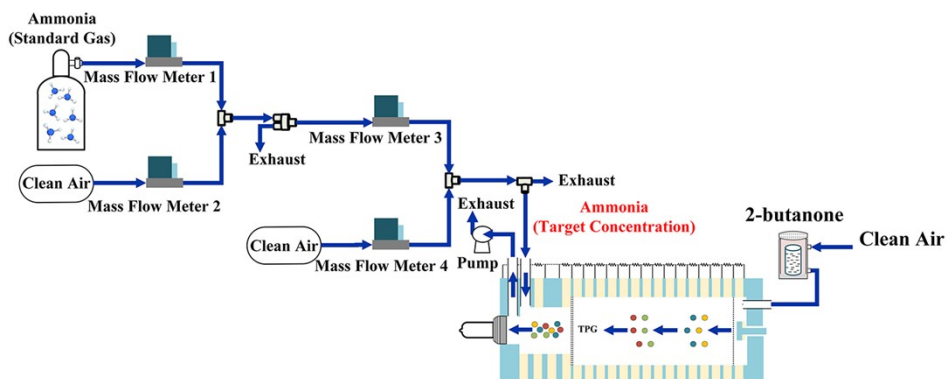 Ammonia
(Standard Gas)
Mass Flow Meter 1
Clean Air
Mass Flow Meter 2
Exhaust
Mass Flow Meter 3
Clean Air
Mass Flow Meter 4
Exhaust
Exhaust
Pump
Ammonia
(Target Concentration)
2-butanone
Clean Air
TPG